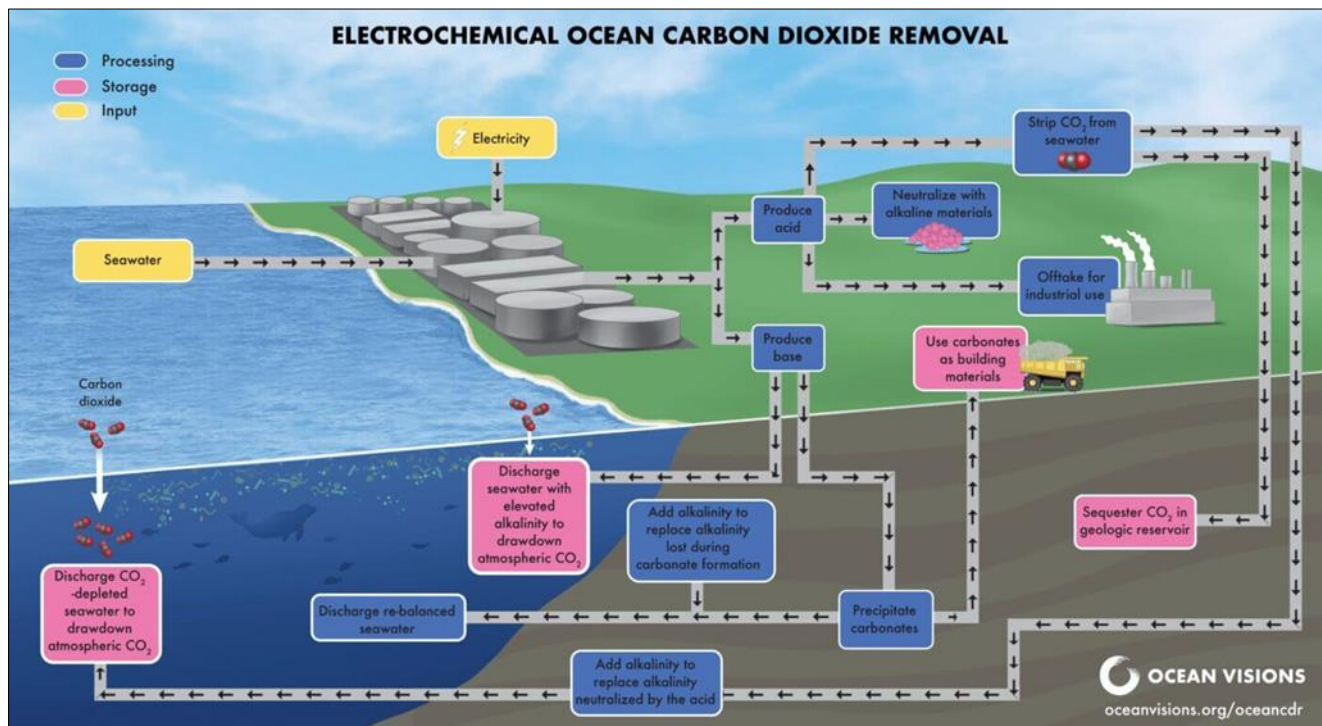 ELECTROCHEMICAL OCEAN CARBON DIOXIDE REMOVAL
Processing
Storage
Input
Electricity
Strip CO₂ from
seawater
Neutralize with
alkaline materials
Produce
acid
Seawater
Offtake for
industrial use
Produce
base
Use carbonates
as building
materials
Carbon
dioxide
Discharge
seawater with
elevated
alkalinity to
drawdown
atmospheric CO₂
Add alkalinity to
replace alkalinity
lost during
carbonate formation
Sequester CO₂ in
geologic reservoir
Discharge CO₂
-depleted
seawater to
drawdown
atmospheric CO₂
Discharge re-balanced
seawater
Precipitate
carbonates
Add alkalinity to
replace alkalinity
neutralized by the acid
OCEAN VISIONS
oceanvisions.org/oceancdr